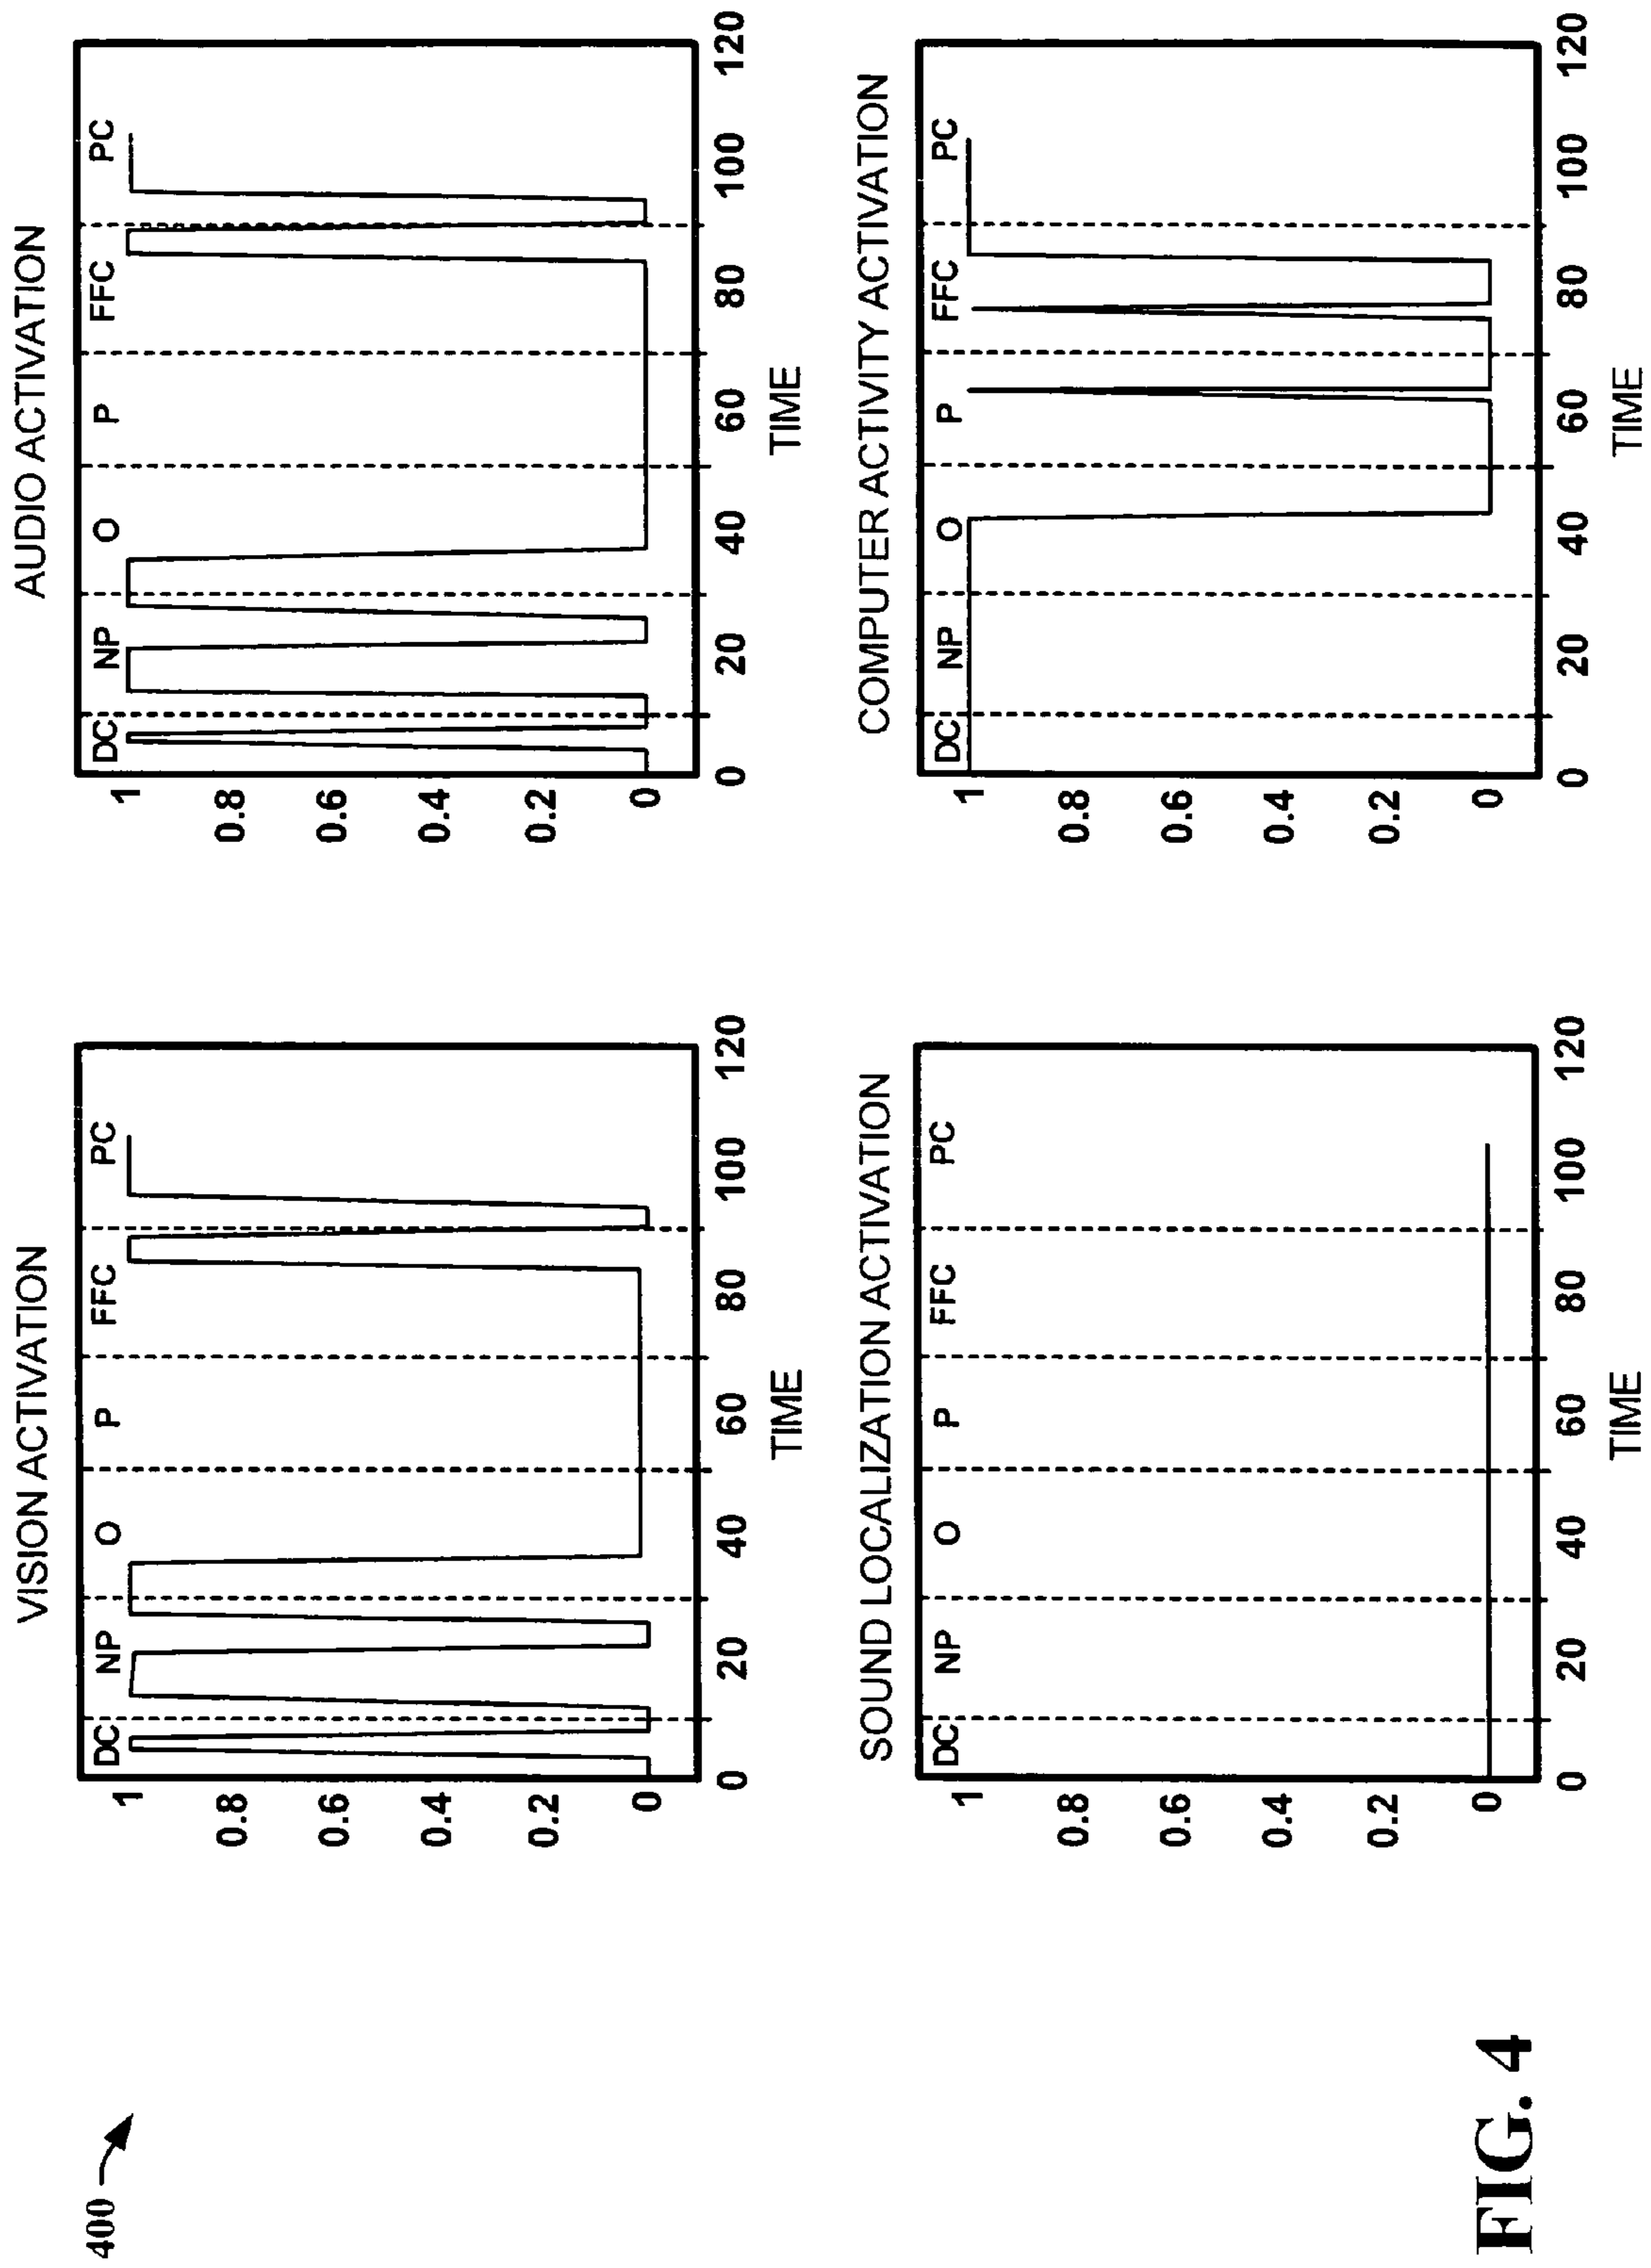 400
VISION ACTIVATION
DC NP O P FFC PC
1
0.8
0.6
0.4
0.2
0
0 20 40 60 80 100 120
TIME
AUDIO ACTIVATION
DC NP O P FFC PC
1
0.8
0.6
0.4
0.2
0
0 20 40 60 80 100 120
TIME
SOUND LOCALIZATION ACTIVATION
DC NP O P FFC PC
1
0.8
0.6
0.4
0.2
0
0 20 40 60 80 100 120
TIME
COMPUTER ACTIVITY ACTIVATION
DC NP O P FFC PC
1
0.8
0.6
0.4
0.2
0
0 20 40 60 80 100 120
TIME
FIG. 4